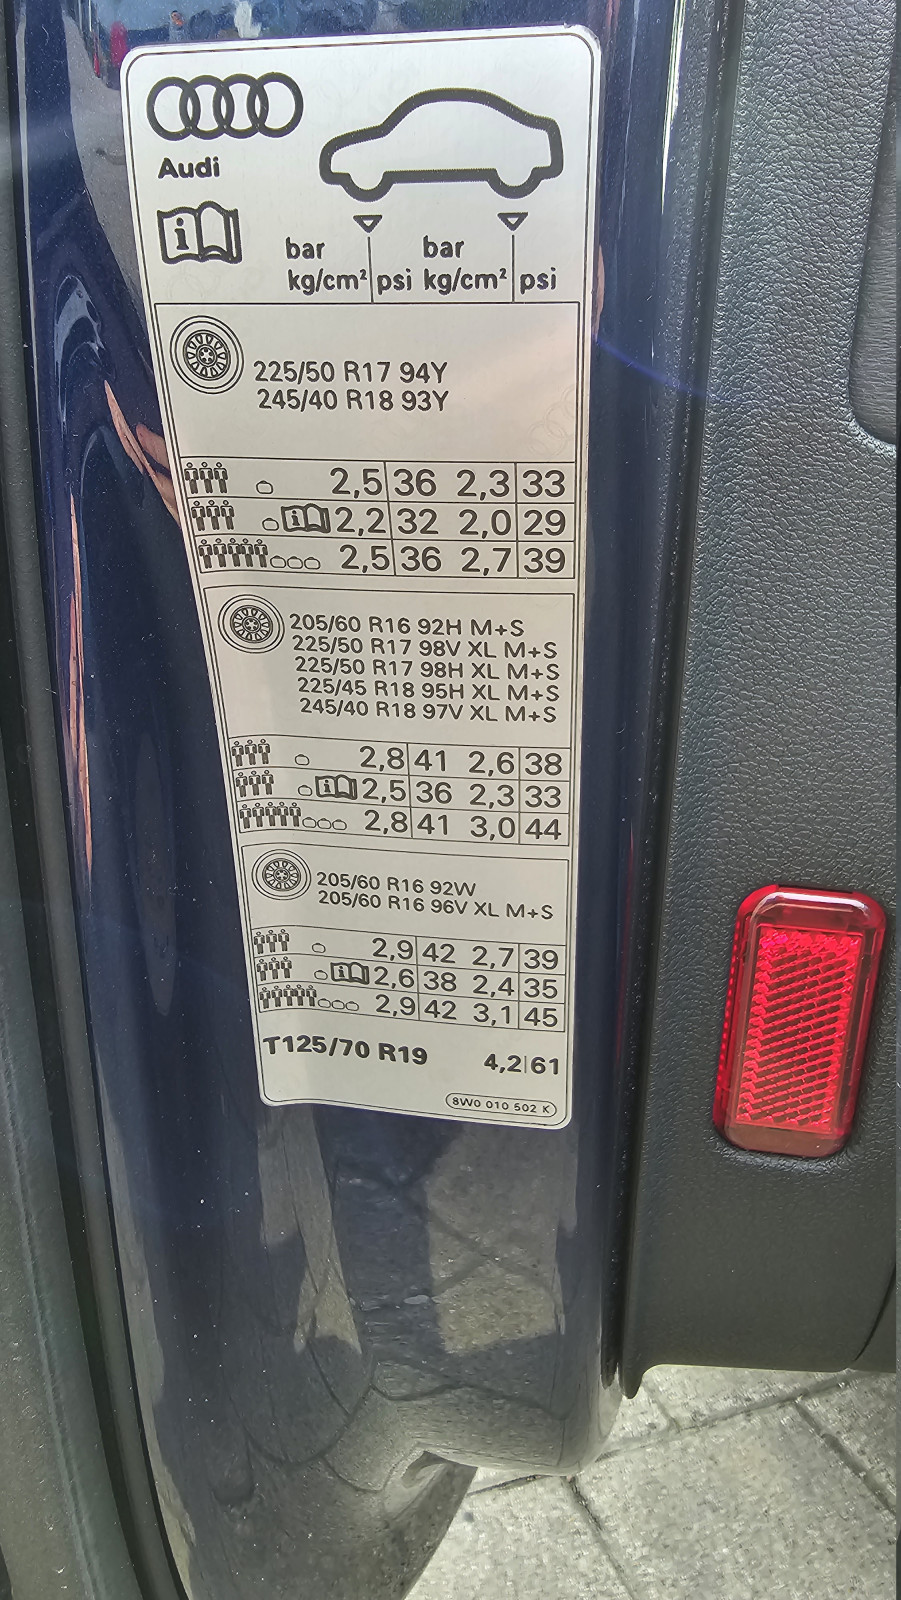 Audi
bar bar
kg/cm² psi kg/cm² psi
225/50 R17 94Y
245/40 R18 93Y
2,5 36 2,3 33
i 2,2 32 2,0 29
2,5 36 2,7 39
205/60 R16 92H M+S
225/50 R17 98V XL M+S
225/50 R17 98H XL M+S
225/45 R18 95H XL M+S
245/40 R18 97V XL M+S
2,8 41 2,6 38
i 2,5 36 2,3 33
2,8 41 3,0 44
205/60 R16 92W
205/60 R16 96V XL M+S
2,9 42 2,7 39
i 2,6 38 2,4 35
2,9 42 3,1 45
T125/70 R19 4,2|61
8W0 010 502 K